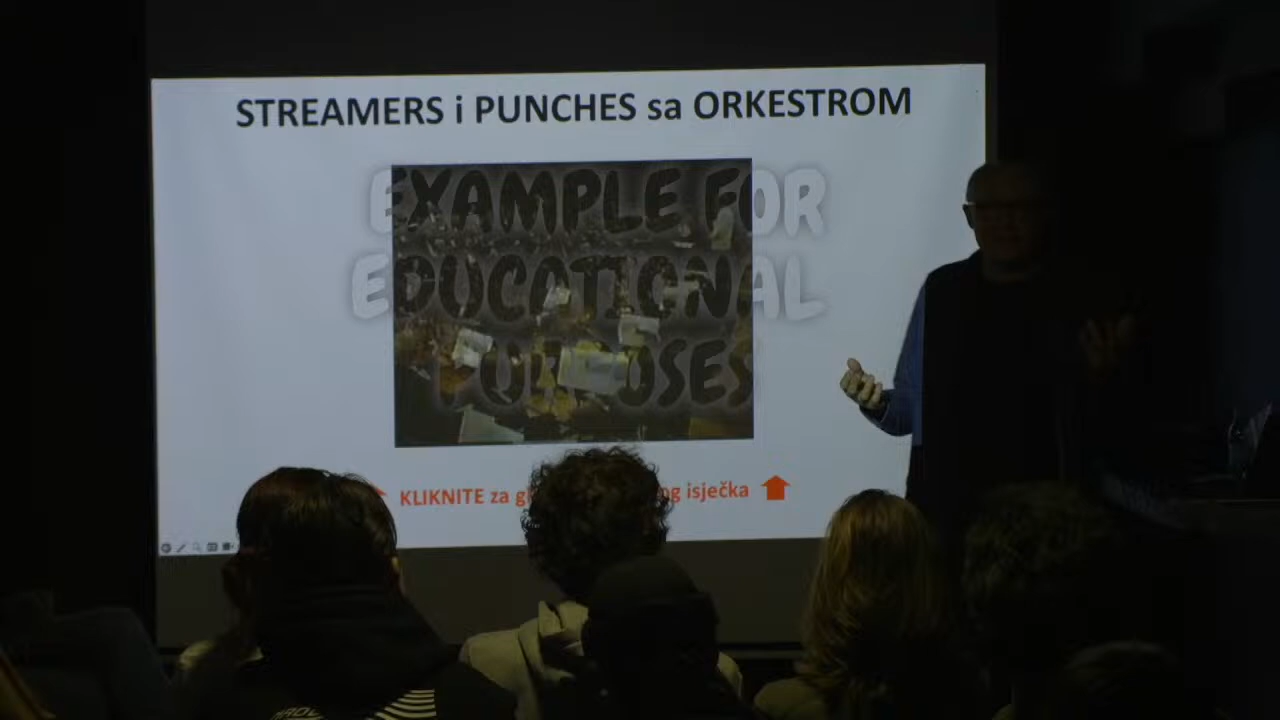 STREAMERS i PUNCHES sa ORKESTROM
EXAMPLE FOR
EDUCATIONAL
PURPOSES
KLIKNITE za isječka